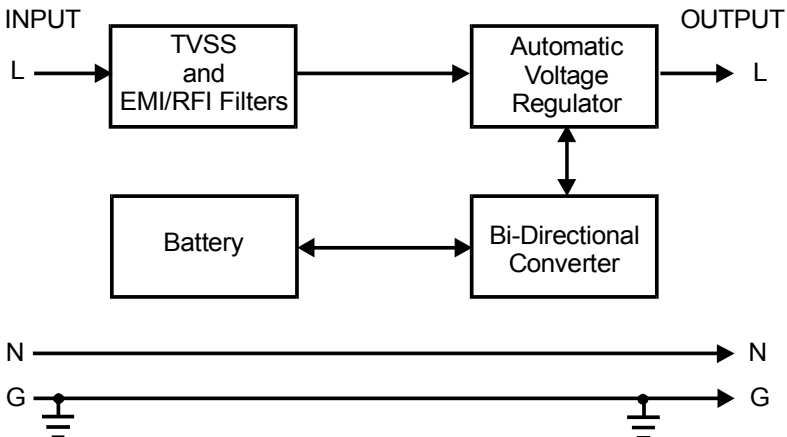 INPUT
OUTPUT
L
TVSS
and
EMI/RFI Filters
Automatic
Voltage
Regulator
L
Battery
Bi-Directional
Converter
N
N
G
G